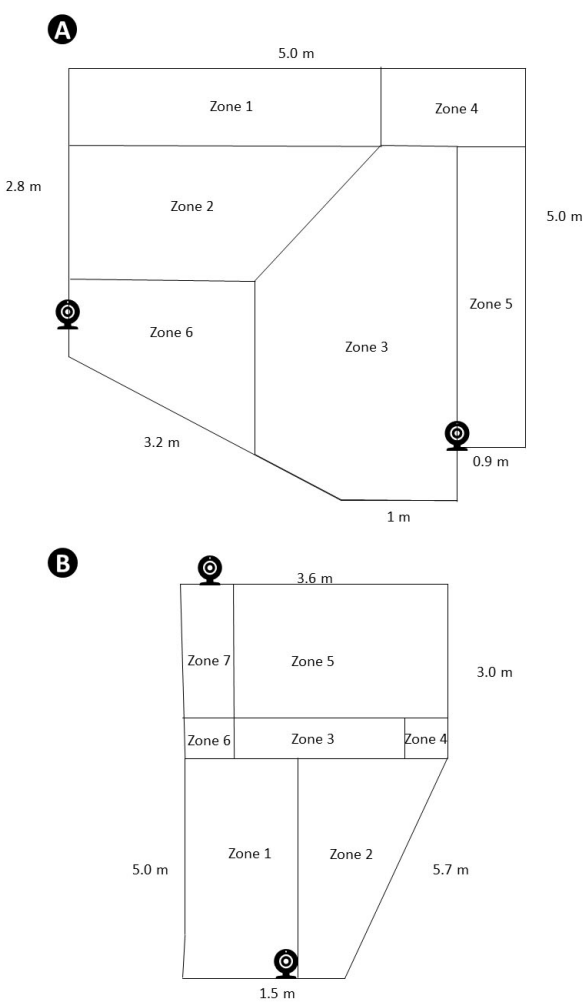 A
5.0 m
Zone 1
Zone 4
2.8 m
Zone 2
5.0 m
Zone 5
Zone 6
Zone 3
3.2 m
0.9 m
1 m
B
3.6 m
Zone 7
Zone 5
3.0 m
Zone 6
Zone 3
Zone 4
Zone 1
Zone 2
5.0 m
5.7 m
1.5 m